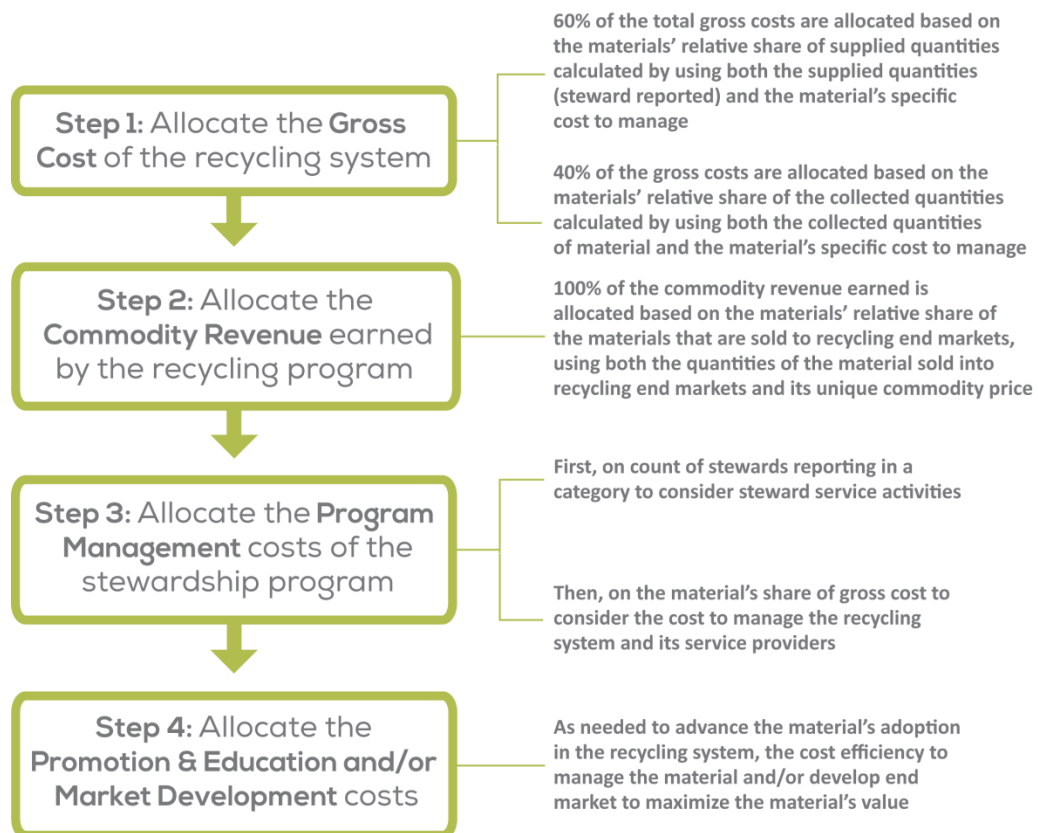 Step 1: Allocate the Gross
Cost of the recycling system
60% of the total gross costs are allocated based on
the materials’ relative share of supplied quantities
calculated by using both the supplied quantities
(steward reported) and the material’s specific
cost to manage
40% of the gross costs are allocated based on the
materials’ relative share of the collected quantities
calculated by using both the collected quantities
of material and the material’s specific cost to manage
Step 2: Allocate the
Commodity Revenue earned
by the recycling program
100% of the commodity revenue earned is
allocated based on the materials’ relative share of
the materials that are sold to recycling end markets,
using both the quantities of the material sold into
recycling end markets and its unique commodity price
Step 3: Allocate the Program
Management costs of the
stewardship program
First, on count of stewards reporting in a
category to consider steward service activities
Then, on the material’s share of gross cost to
consider the cost to manage the recycling
system and its service providers
Step 4: Allocate the
Promotion & Education and/or
Market Development costs
As needed to advance the material’s adoption
in the recycling system, the cost efficiency to
manage the material and/or develop end
market to maximize the material’s value